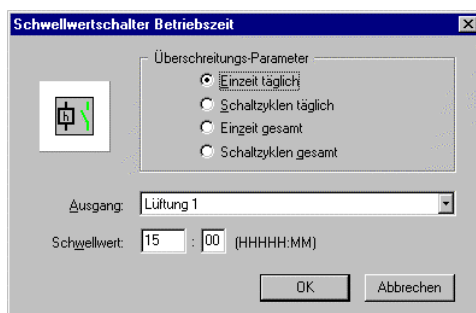 Schwellwertschalter Betriebszeit
Überschreitungs-Parameter
Einzeit täglich
Schaltzyklen täglich
Einzeit gesamt
Schaltzyklen gesamt
h
Ausgang: Lüftung 1
Schwellwert: 15 : 00 (HHHHH:MM)
OK Abbrechen